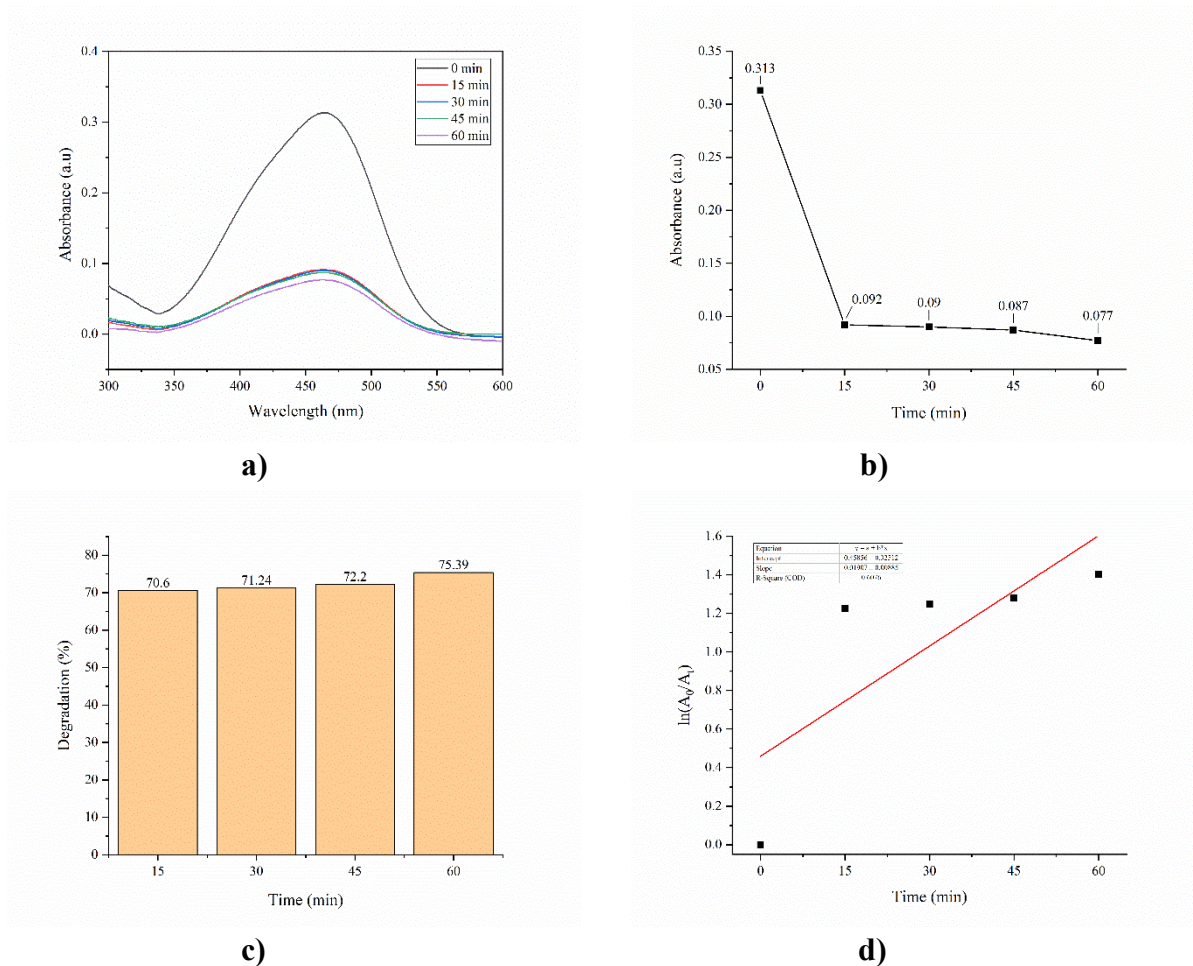 0.4
0.3
0.2
0.1
0.0
Absorbance (a.u)
0 min
15 min
30 min
45 min
60 min
300 350 400 450 500 550 600
Wavelength (nm)
a)
0.35
0.30
0.25
0.20
0.15
0.10
0.05
Absorbance (a.u)
0.313
0.092
0.09
0.087
0.077
0 15 30 45 60
Time (min)
b)
80
70
60
50
40
30
20
10
0
Degradation (%)
70.6
71.24
72.2
75.39
15 30 45 60
Time (min)
c)
1.6
1.4
1.2
1.0
0.8
0.6
0.4
0.2
0.0
ln(A0/At)
Equation
Intercept
Slope
R-Square (COD)
0 15 30 45 60
Time (min)
d)